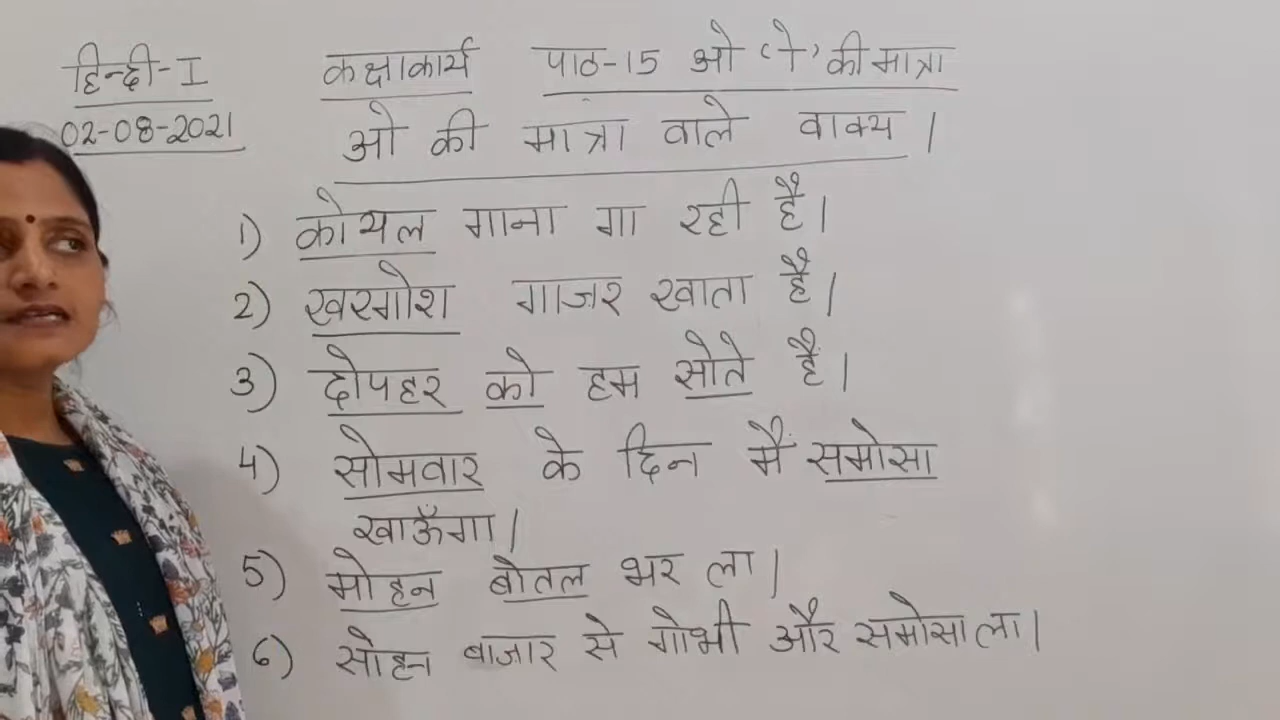 हिन्दी-I कक्षाकार्य पाठ-15 ओ ‘ो’ की मात्रा
02-08-2021 ओ की मात्रा वाले वाक्य।
1) कोयल गाना गा रही है।
2) खरगोश गाजर खाता है।
3) दोपहर को हम सोते हैं।
4) सोमवार के दिन मैं समोसा
खाऊँगा।
5) मोहन बोतल भर ला।
6) सोहन बाजार से गोभी और समोसा ला।